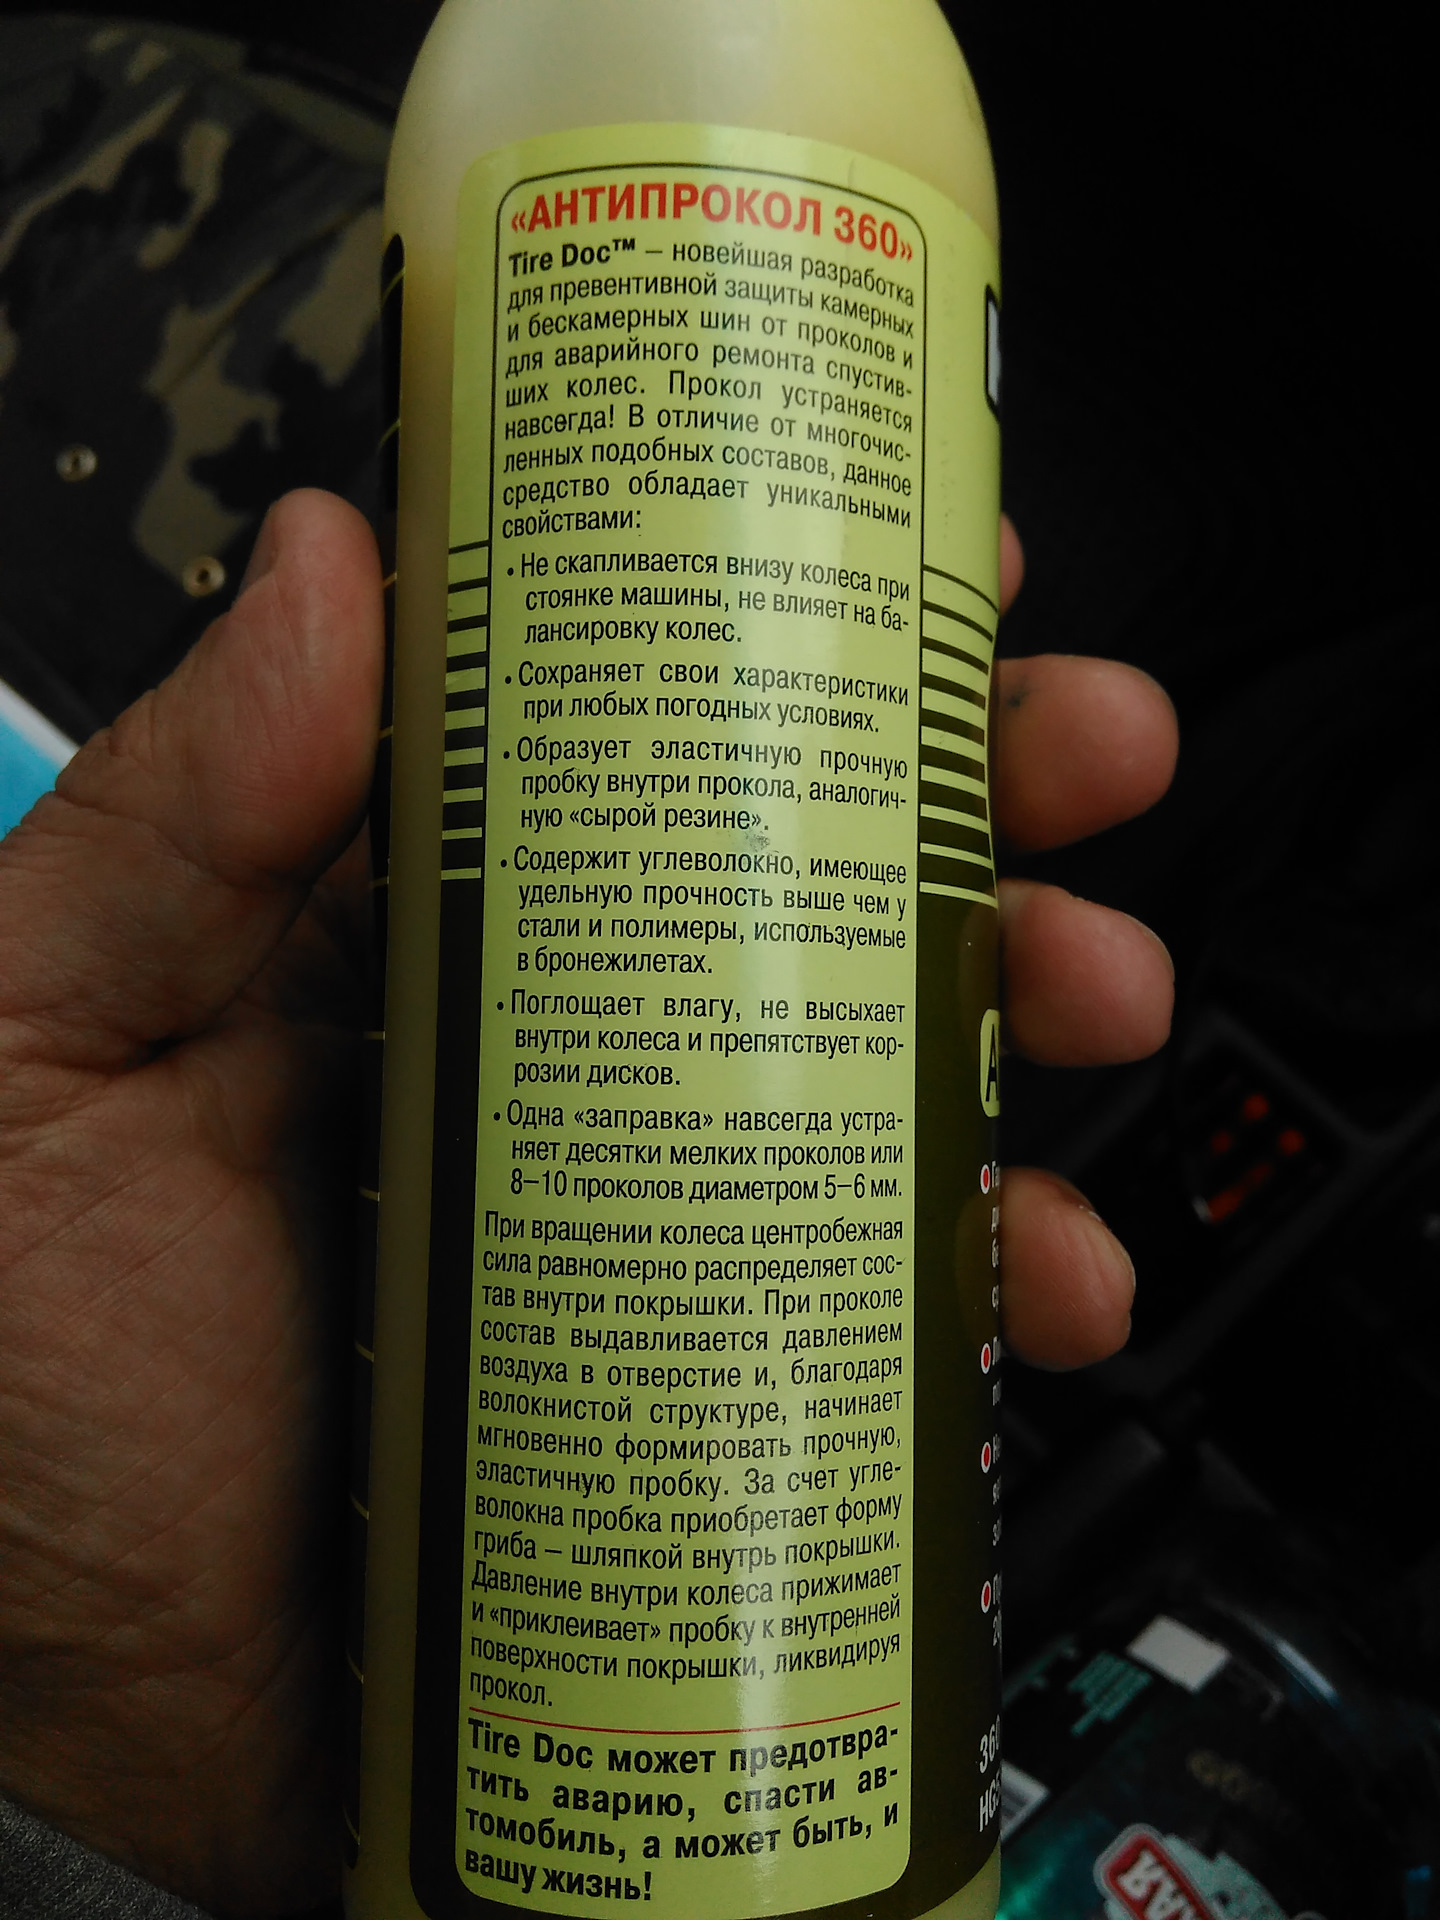 «АНТИПРОКОЛ 360»
Tire Doc™ – новейшая разработка
для превентивной защиты камерных
и бескамерных шин от проколов и
для аварийного ремонта спустив-
ших колес. Прокол устраняется
навсегда! В отличие от многочис-
ленных подобных составов, данное
средство обладает уникальными
свойствами:
• Не скапливается внизу колеса при
стоянке машины, не влияет на ба-
лансировку колес.
• Сохраняет свои характеристики
при любых погодных условиях.
• Образует эластичную прочную
пробку внутри прокола, аналогич-
ную «сырой резине».
• Содержит углеволокно, имеющее
удельную прочность выше чем у
стали и полимеры, используемые
в бронежилетах.
• Поглощает влагу, не высыхает
внутри колеса и препятствует кор-
розии дисков.
• Одна «заправка» навсегда устра-
няет десятки мелких проколов или
8–10 проколов диаметром 5–6 мм.
При вращении колеса центробежная
сила равномерно распределяет сос-
тав внутри покрышки. При проколе
состав выдавливается давлением
воздуха в отверстие и, благодаря
волокнистой структуре, начинает
мгновенно формировать прочную,
эластичную пробку. За счет угле-
волокна пробка приобретает форму
гриба – шляпкой внутрь покрышки.
Давление внутри колеса прижимает
и «приклеивает» пробку к внутренней
поверхности покрышки, ликвидируя
прокол.
Tire Doc может предотвра-
тить аварию, спасти ав-
томобиль, а может быть, и
вашу жизнь!